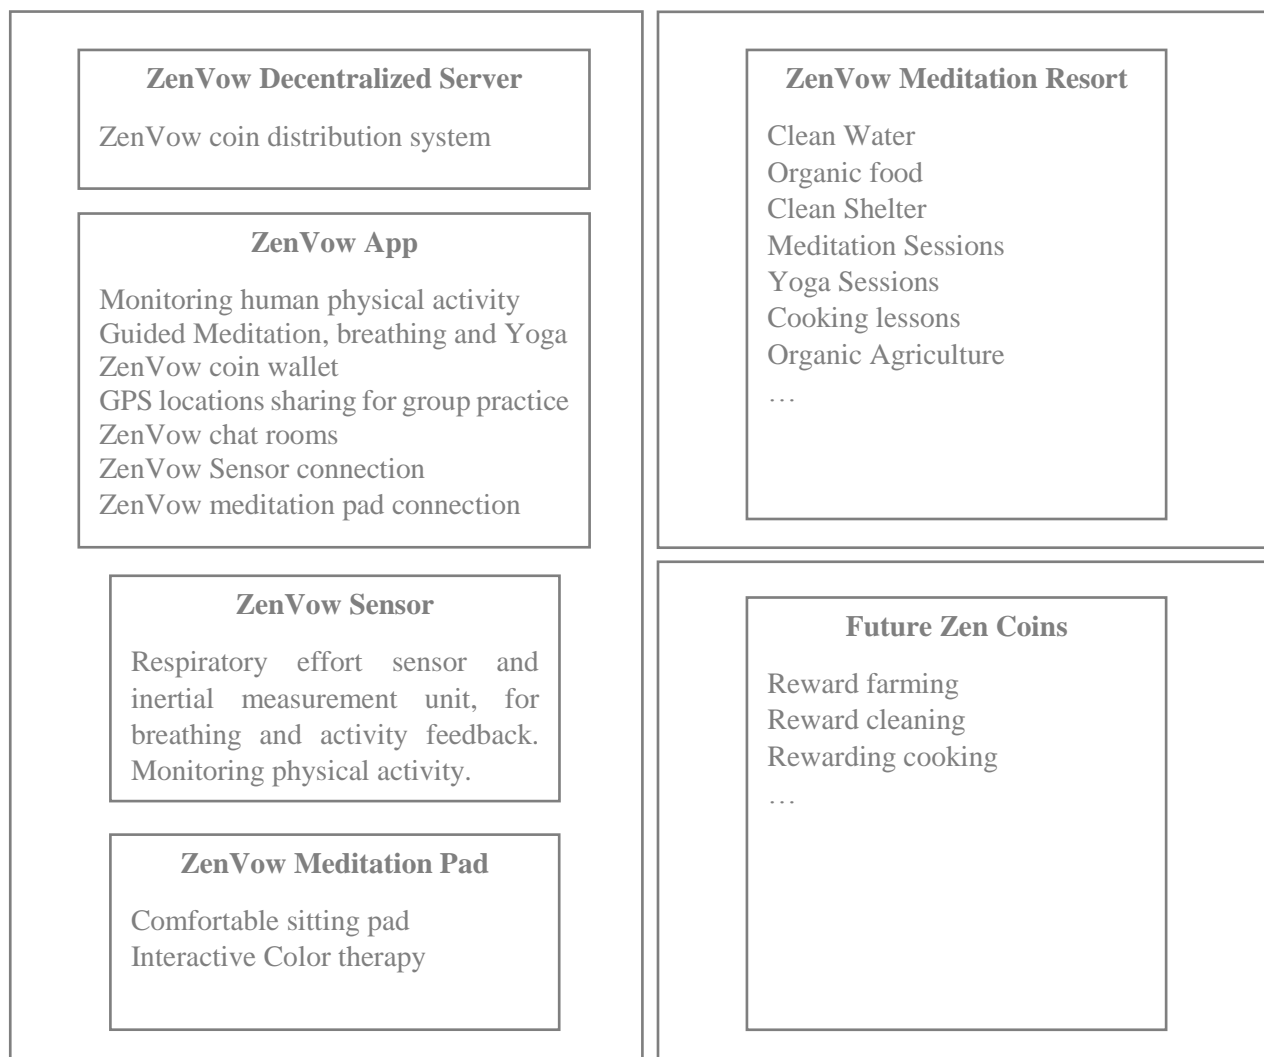 ZenVow Decentralized Server
ZenVow coin distribution system
ZenVow App
Monitoring human physical activity
Guided Meditation, breathing and Yoga
ZenVow coin wallet
GPS locations sharing for group practice
ZenVow chat rooms
ZenVow Sensor connection
ZenVow meditation pad connection
ZenVow Sensor
Respiratory effort sensor and
inertial measurement unit, for
breathing and activity feedback.
Monitoring physical activity.
ZenVow Meditation Pad
Comfortable sitting pad
Interactive Color therapy
ZenVow Meditation Resort
Clean Water
Organic food
Clean Shelter
Meditation Sessions
Yoga Sessions
Cooking lessons
Organic Agriculture
…
Future Zen Coins
Reward farming
Reward cleaning
Rewarding cooking
…